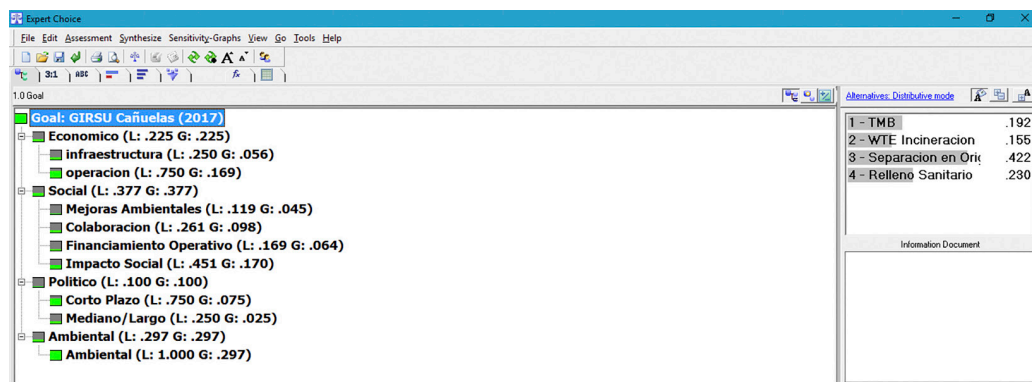 Expert Choice
File Edit Assessment Synthesize Sensitivity-Graphs View Go Tools Help
3:1 ABC fx
1.0 Goal
Goal: GIRSU Cañuelas (2017)
Economico (L: .225 G: .225)
infraestructura (L: .250 G: .056)
operacion (L: .750 G: .169)
Social (L: .377 G: .377)
Mejoras Ambientales (L: .119 G: .045)
Colaboracion (L: .261 G: .098)
Financiamiento Operativo (L: .169 G: .064)
Impacto Social (L: .451 G: .170)
Politico (L: .100 G: .100)
Corto Plazo (L: .750 G: .075)
Mediano/Largo (L: .250 G: .025)
Ambiental (L: .297 G: .297)
Ambiental (L: 1.000 G: .297)
Alternatives: Distributive mode
1 - TMB .192
2 - WTE Incineracion .155
3 - Separacion en Orig .422
4 - Relleno Sanitario .230
Information Document